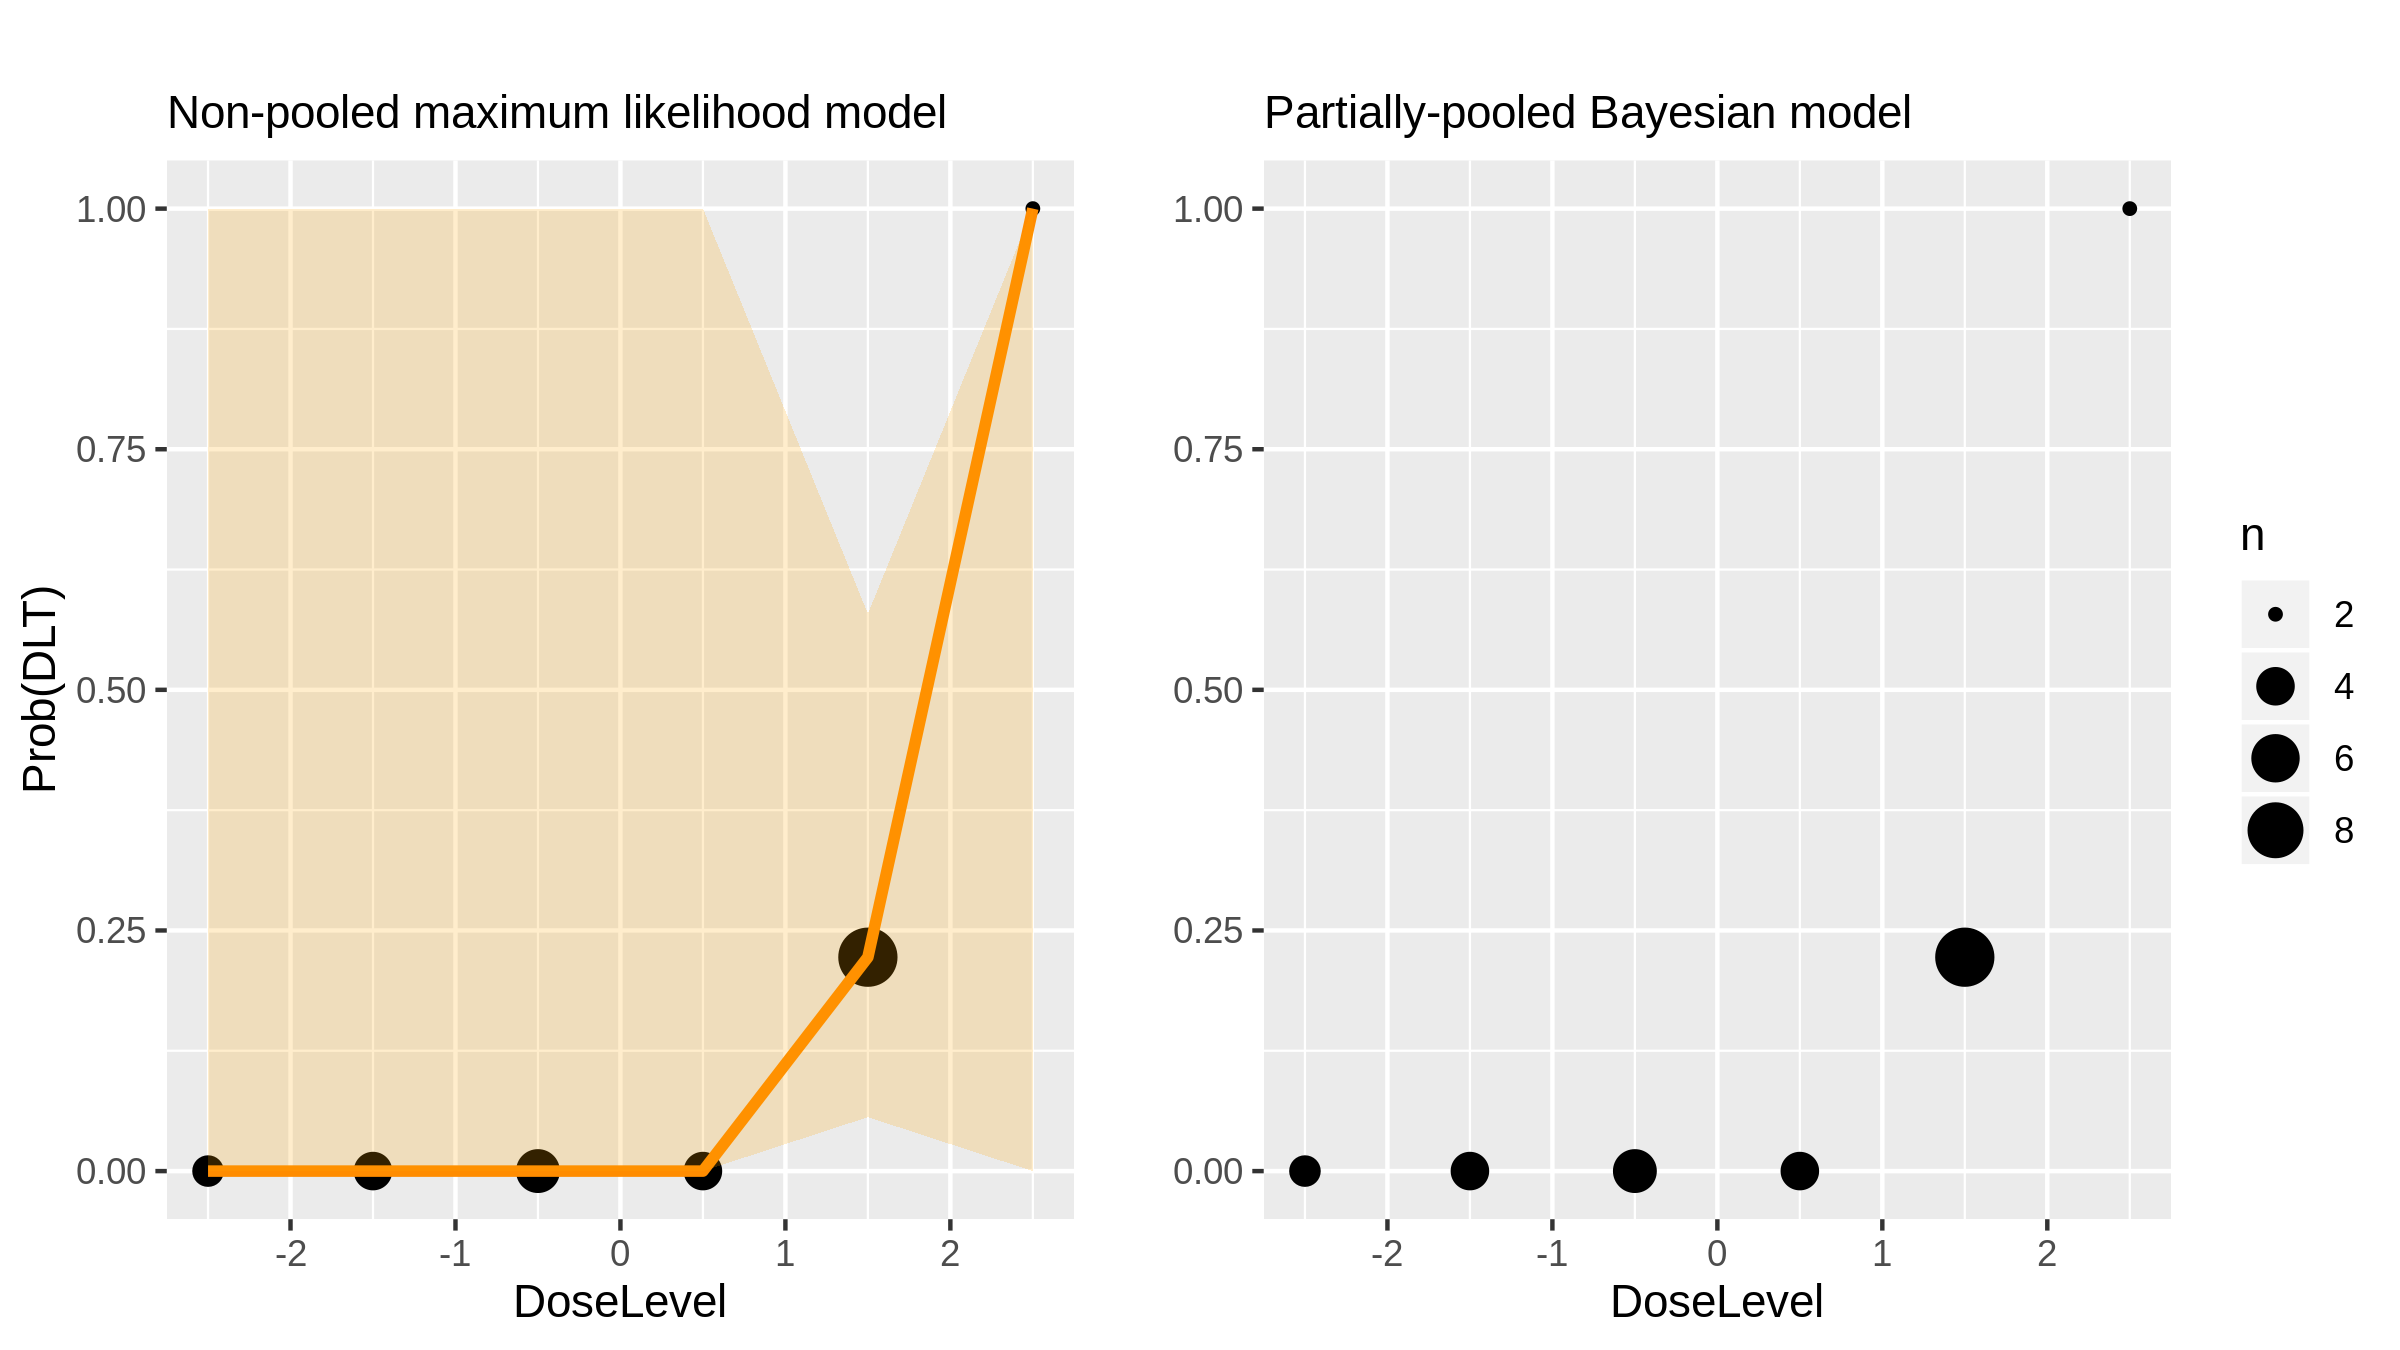 Non-pooled maximum likelihood model
Prob(DLT)
1.00
0.75
0.50
0.25
0.00
-2 -1 0 1 2
DoseLevel
Partially-pooled Bayesian model
1.00
0.75
0.50
0.25
0.00
-2 -1 0 1 2
DoseLevel
n
2
4
6
8